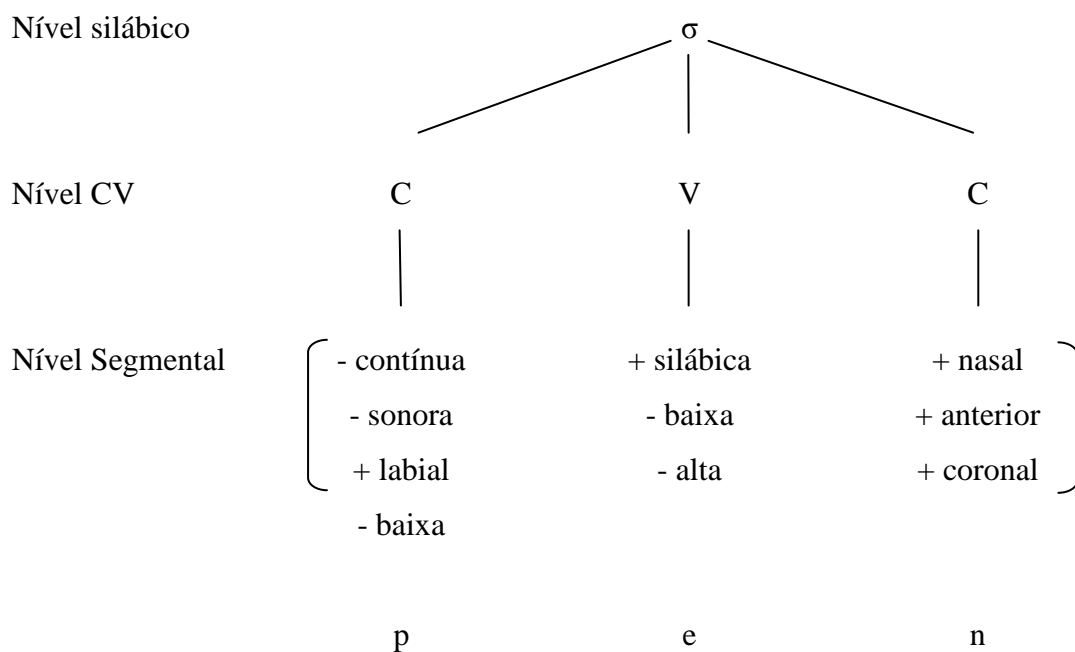 Nível silábico σ
Nível CV C V C
Nível Segmental - contínua + silábica + nasal
- sonora - baixa + anterior
+ labial - alta + coronal
- baixa
p e n